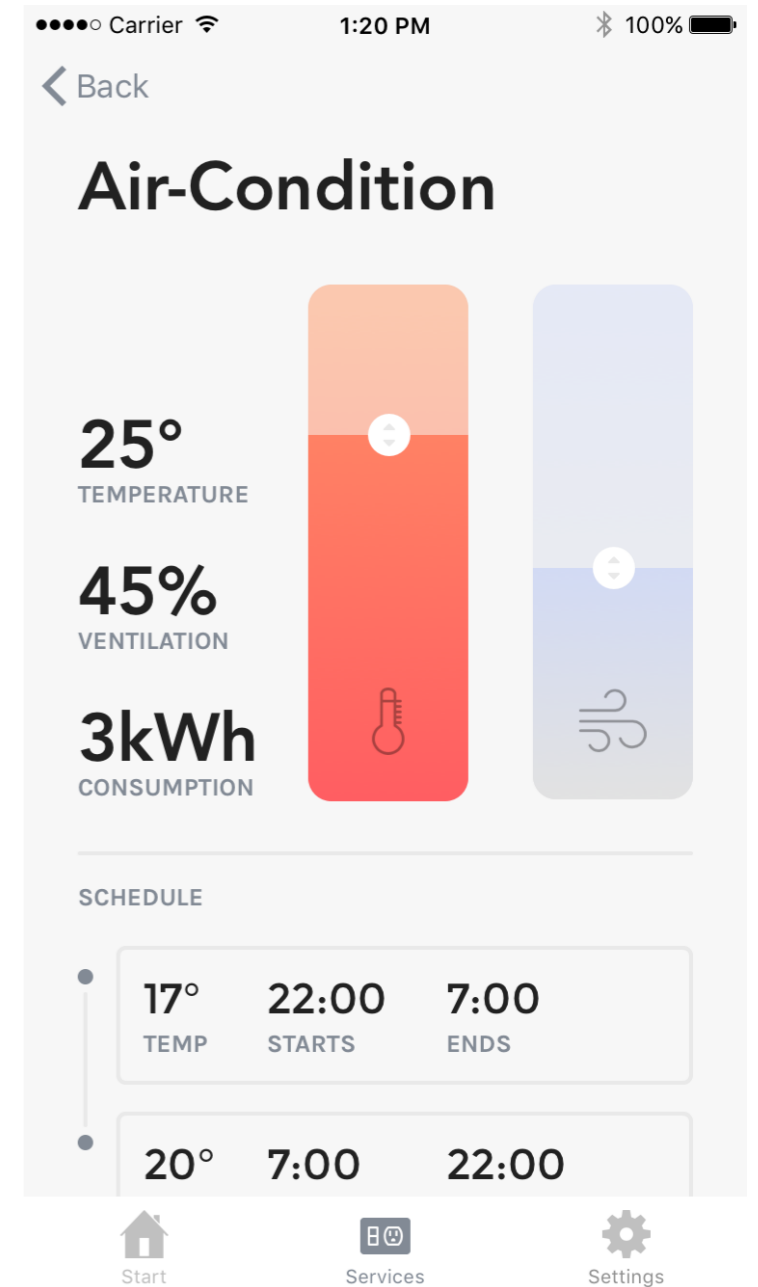 Carrier 1:20 PM 100%
Back
Air-Condition
25°
TEMPERATURE
45%
VENTILATION
3kWh
CONSUMPTION
SCHEDULE
17° 22:00 7:00
TEMP STARTS ENDS
20° 7:00 22:00
Start Services Settings